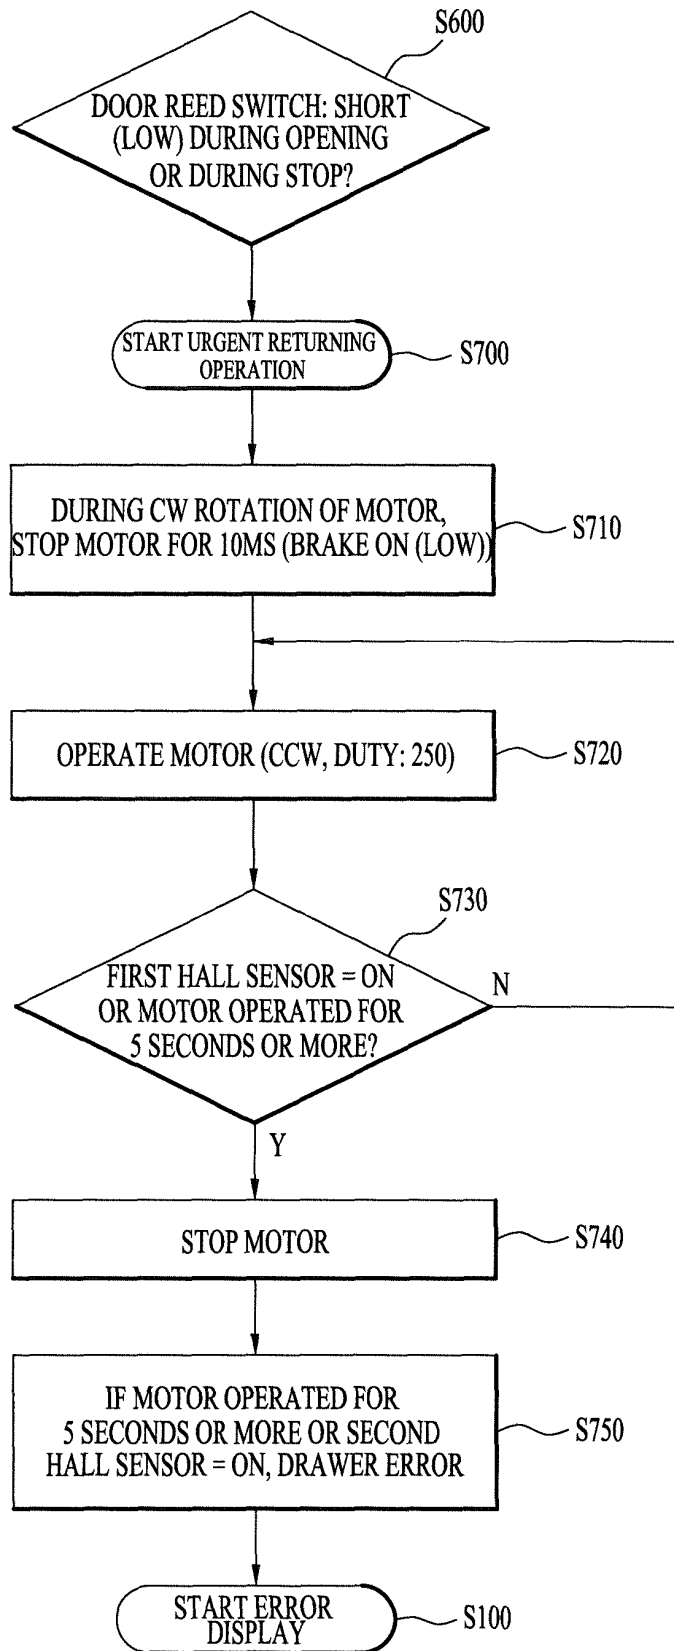 S600
DOOR REED SWITCH: SHORT
(LOW) DURING OPENING
OR DURING STOP?
START URGENT RETURNING
OPERATION
S700
DURING CW ROTATION OF MOTOR,
STOP MOTOR FOR 10MS (BRAKE ON (LOW))
S710
OPERATE MOTOR (CCW, DUTY: 250)
S720
S730
FIRST HALL SENSOR = ON
OR MOTOR OPERATED FOR
5 SECONDS OR MORE?
N
Y
STOP MOTOR
S740
IF MOTOR OPERATED FOR
5 SECONDS OR MORE OR SECOND
HALL SENSOR = ON, DRAWER ERROR
S750
START ERROR
DISPLAY
S100